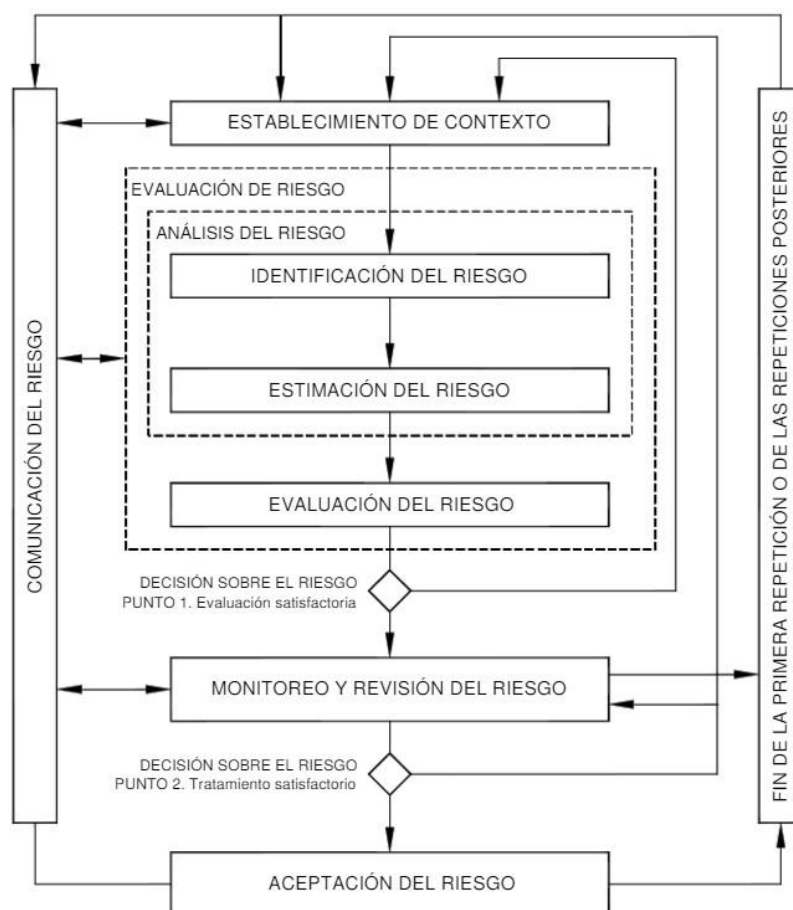 ESTABLECIMIENTO DE CONTEXTO
EVALUACIÓN DE RIESGO
ANÁLISIS DEL RIESGO
IDENTIFICACIÓN DEL RIESGO
ESTIMACIÓN DEL RIESGO
EVALUACIÓN DEL RIESGO
DECISIÓN SOBRE EL RIESGO
PUNTO 1. Evaluación satisfactoria
MONITOREO Y REVISIÓN DEL RIESGO
DECISIÓN SOBRE EL RIESGO
PUNTO 2. Tratamiento satisfactorio
ACEPTACIÓN DEL RIESGO
COMUNICACIÓN DEL RIESGO
FIN DE LA PRIMERA REPETICIÓN O DE LAS REPETICIONES POSTERIORES